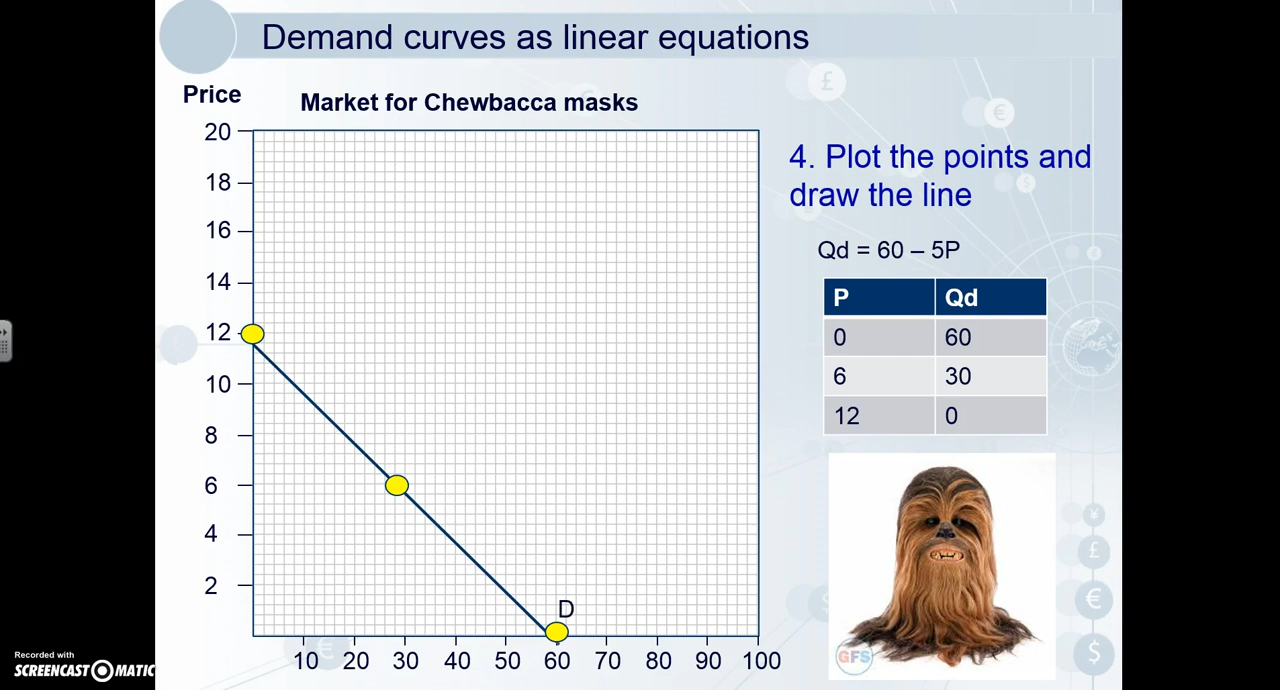 Demand curves as linear equations
Price
Market for Chewbacca masks
20
18
16
14
12
10
8
6
4
2
D
10 20 30 40 50 60 70 80 90 100
4. Plot the points and
draw the line
Qd = 60 – 5P
P Qd
0 60
6 30
12 0
GFS
£
€
$
¥
£
€
$
Recorded with
SCREENCAST MATIC